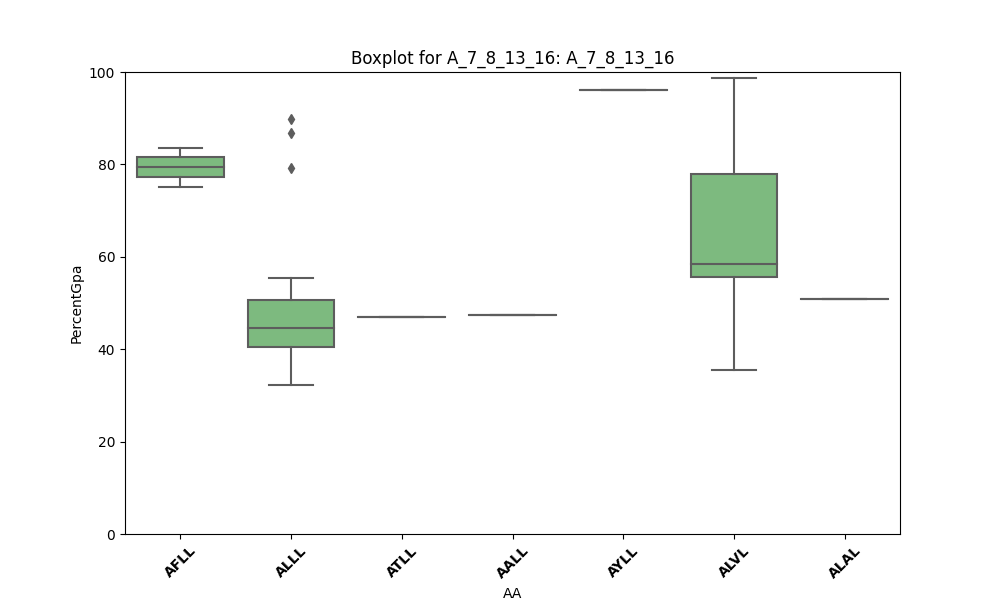 Boxplot for A_7_8_13_16: A_7_8_13_16
100
80
60
40
20
0
PercentGpa
AFLL
ALLL
ATLL
AALL
AYLL
ALVL
ALAL
AA